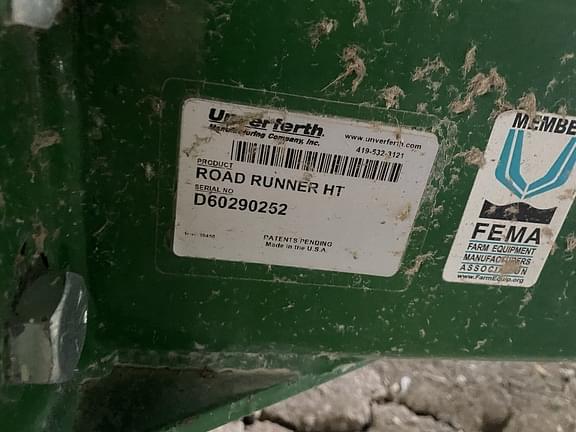 Unverferth
Manufacturing Company, Inc.
www.unverferth.com
419-532-3121
PRODUCT
ROAD RUNNER HT
SERIAL NO
D60290252
PATENTS PENDING
Made in the U.S.A.
MEMBE
FEMA
FARM EQUIPMENT
MANUFACTURERS
ASSOCIATION
www.FarmEquip.org